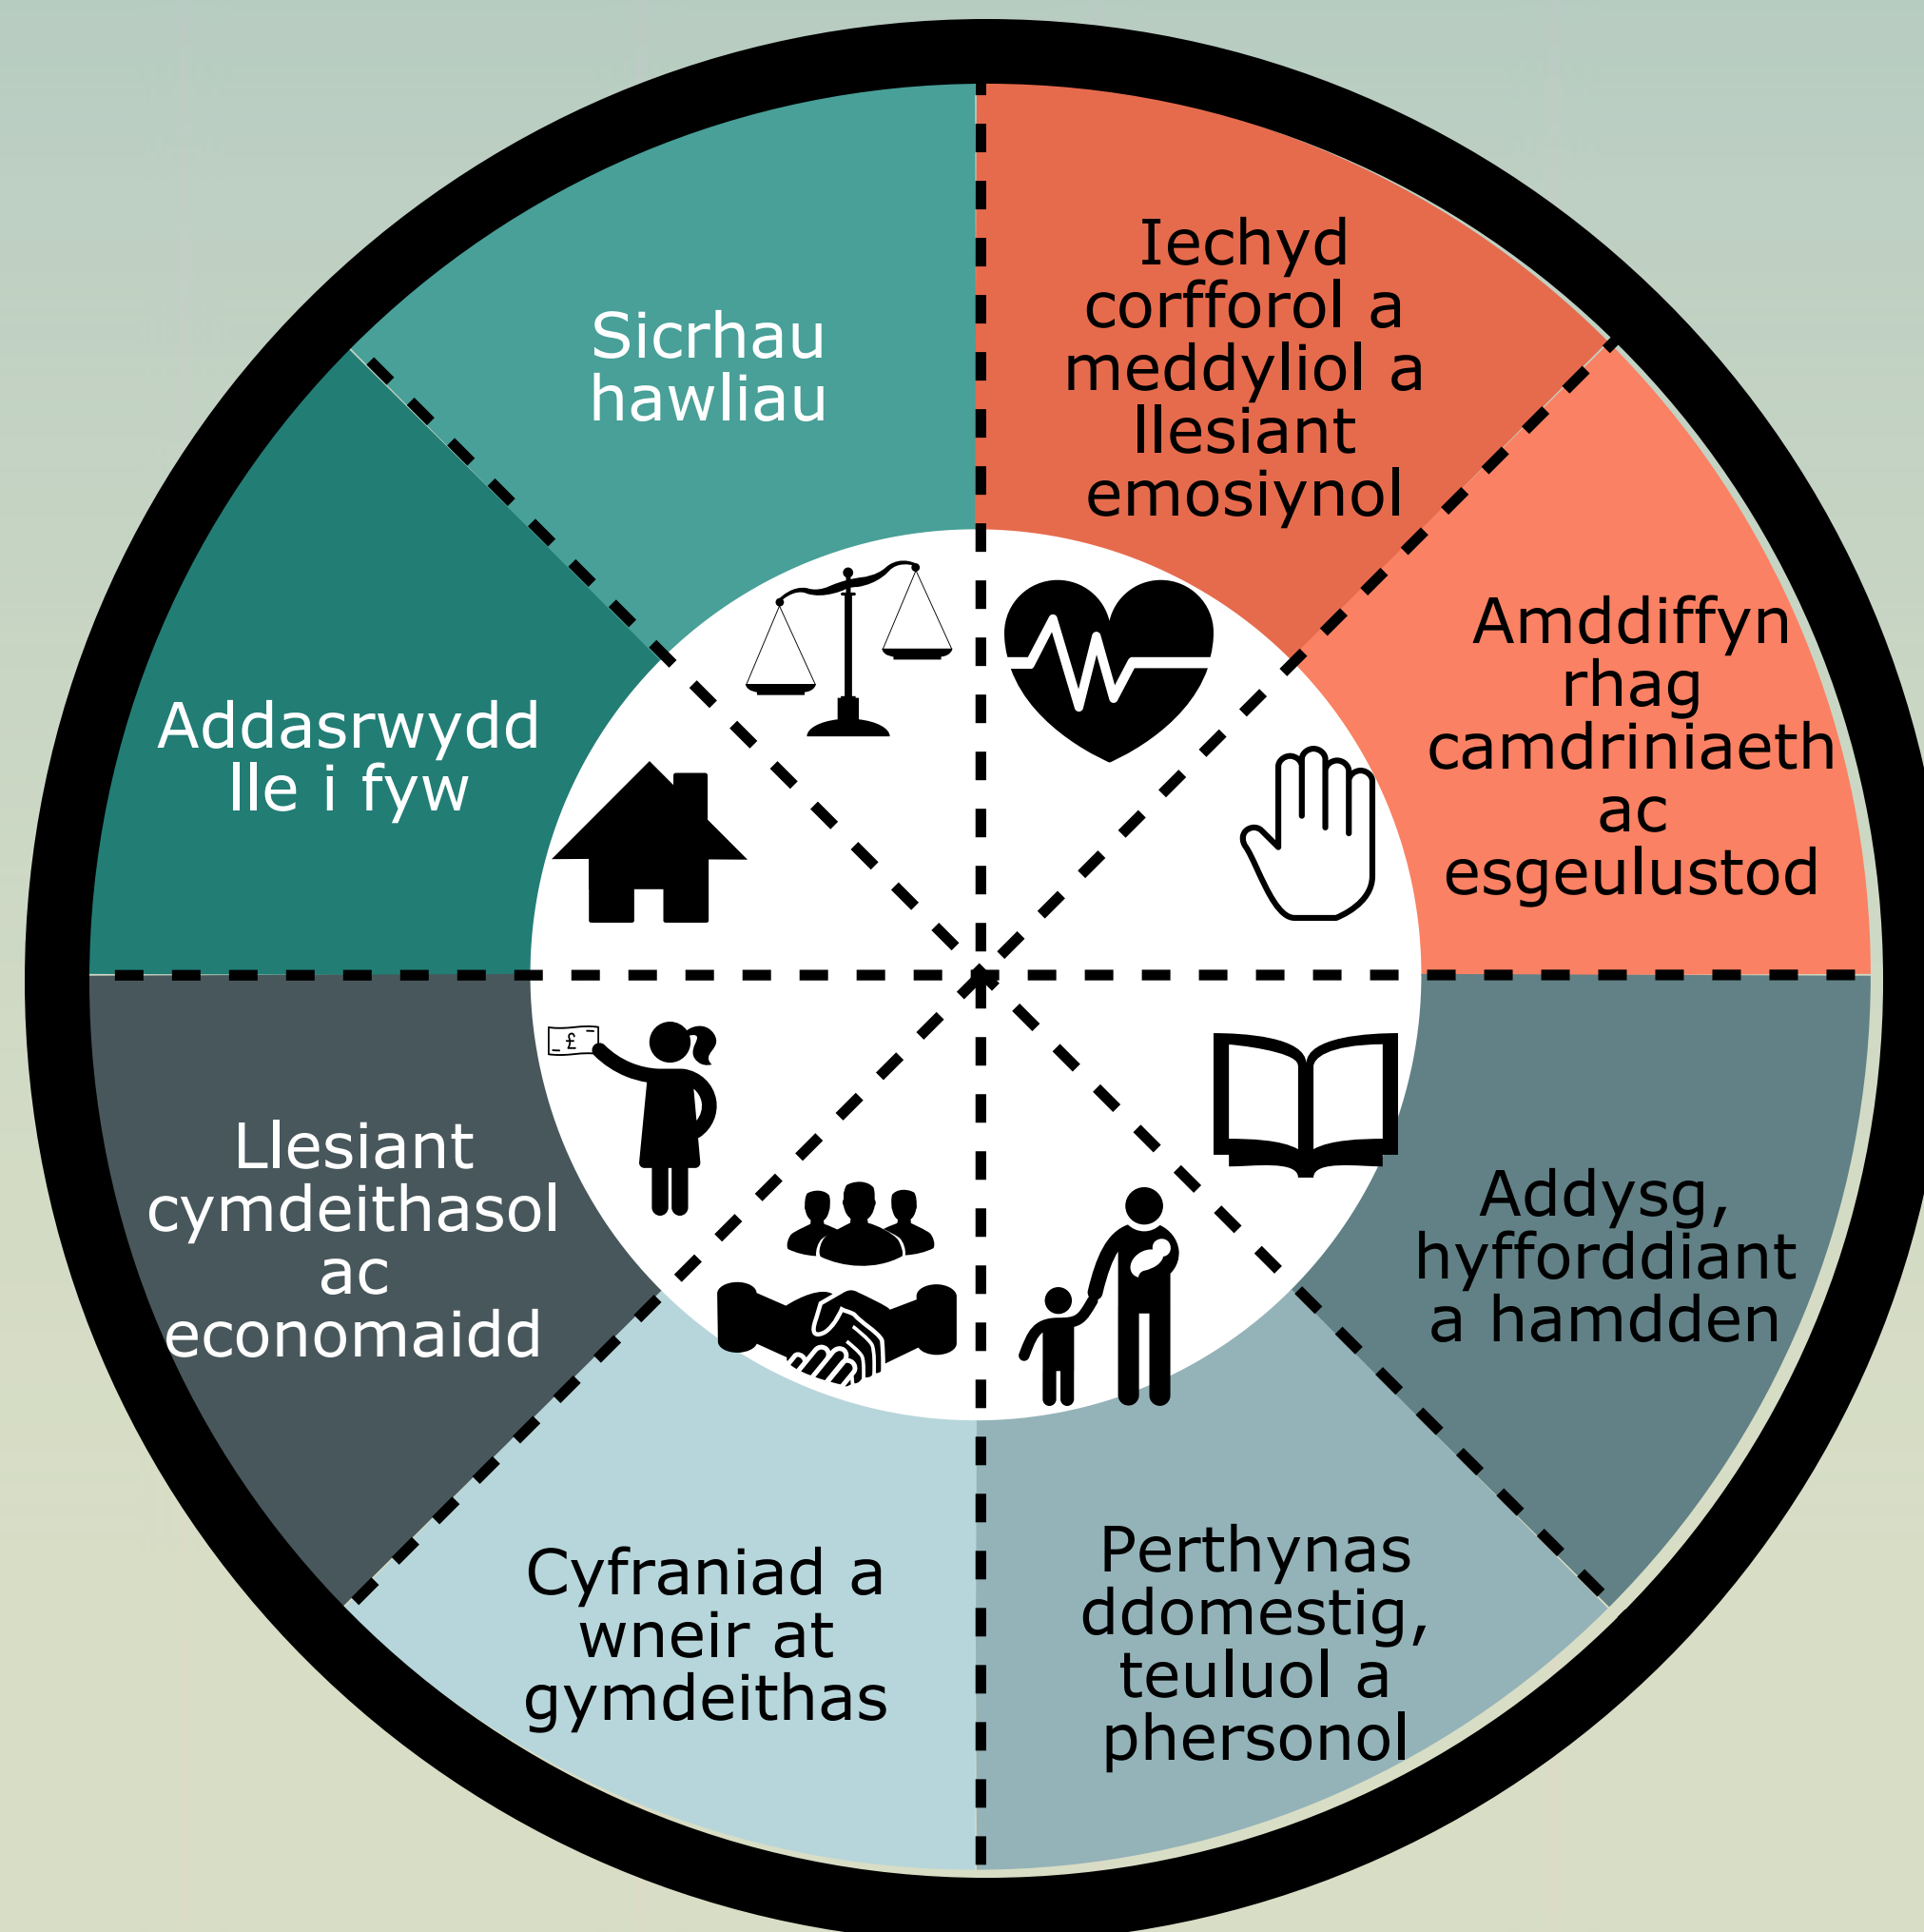 Iechyd
corfforol a
meddyliol a
llesiant
emosiynol
Amddiffyn
rhag
camdriniaeth
ac
esgeulustod
Addysg,
hyfforddiant
a hamdden
Perthynas
ddomestig,
teuluol a
phersonol
Cyfraniad a
wneir at
gymdeithas
Llesiant
cymdeithasol
ac
economaidd
£
Addasrwydd
lle i fyw
Sicrhau
hawliau